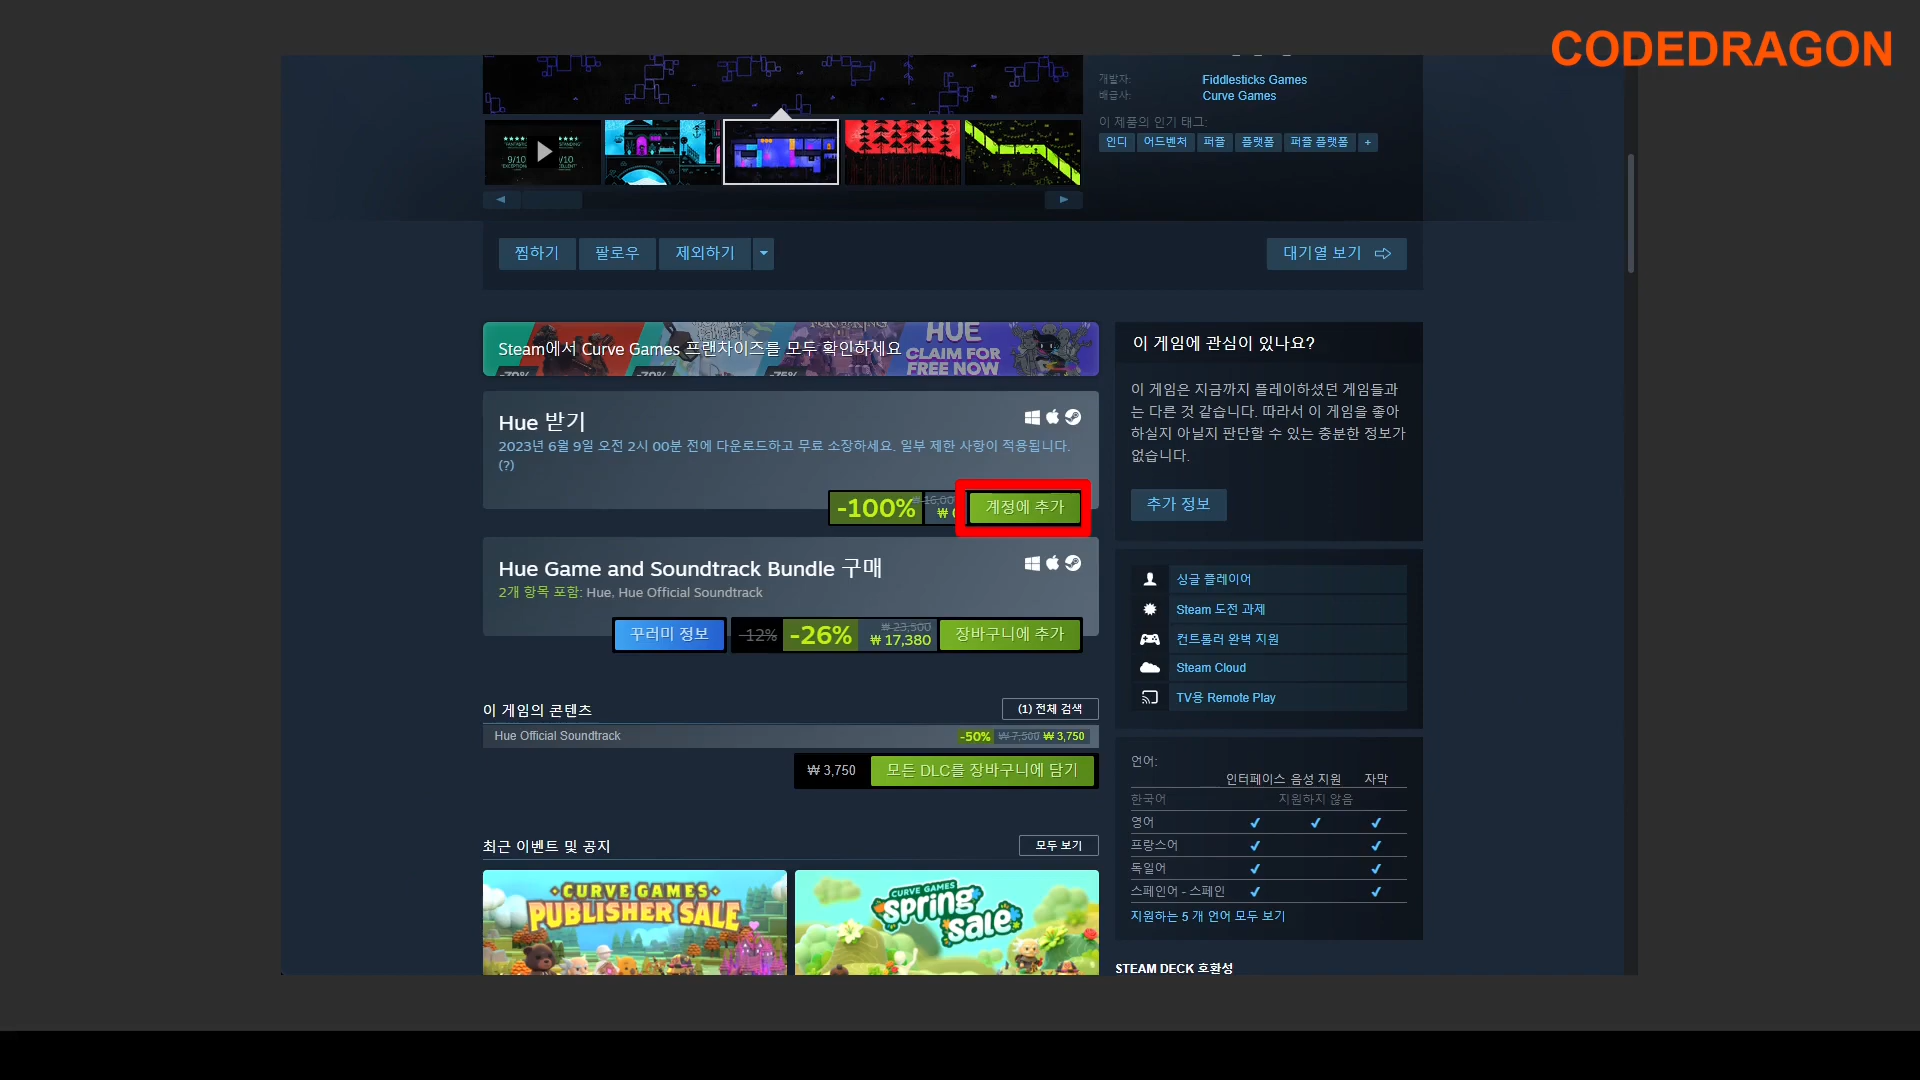 CODEDRAGON
개발자: Fiddlesticks Games
배급사: Curve Games
이 제품의 인기 태그:
인디 어드벤처 퍼즐 플랫폼 퍼즐 플랫폼 +
9/10
찜하기 팔로우 제외하기
대기열 보기
Steam에서 Curve Games 프랜차이즈를 모두 확인하세요
HUE
CLAIM FOR
FREE NOW
Hue 받기
2023년 6월 9일 오전 2시 00분 전에 다운로드하고 무료 소장하세요. 일부 제한 사항이 적용됩니다.
(?)
-100% 계정에 추가
Hue Game and Soundtrack Bundle 구매
2개 항목 포함: Hue, Hue Official Soundtrack
꾸러미 정보 -12% -26% ₩ 23,500 ₩ 17,380 장바구니에 추가
이 게임의 콘텐츠 (1) 전체 검색
Hue Official Soundtrack -50% ₩ 7,500 ₩ 3,750
₩ 3,750 모든 DLC를 장바구니에 담기
최근 이벤트 및 공지 모두 보기
CURVE GAMES
PUBLISHER SALE
CURVE GAMES
spring
sale
이 게임에 관심이 있나요?
이 게임은 지금까지 플레이하셨던 게임들과
는 다른 것 같습니다. 따라서 이 게임을 좋아
하실지 아닐지 판단할 수 있는 충분한 정보가
없습니다.
추가 정보
싱글 플레이어
Steam 도전 과제
컨트롤러 완벽 지원
Steam Cloud
TV용 Remote Play
언어:
인터페이스 음성 지원 자막
한국어 지원하지 않음
영어 ✔ ✔ ✔
프랑스어 ✔ ✔
독일어 ✔ ✔
스페인어 - 스페인 ✔ ✔
지원하는 5 개 언어 모두 보기
STEAM DECK 호환성